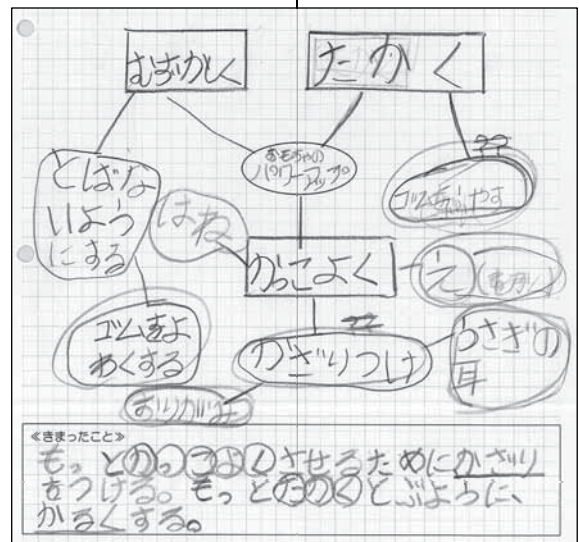 むずかしく
たかく
おもちゃの
パワーアップ
とばな
いよう
にする
はね
ゴムをふやす
かっこよく
え
ゴムをよ
わくする
かざりつけ
うさぎの
耳
おりがみ
≪きまったこと≫
もっとかっこよくさせるためにかざり
をつける。もっとたかくとぶように、
かるくする。